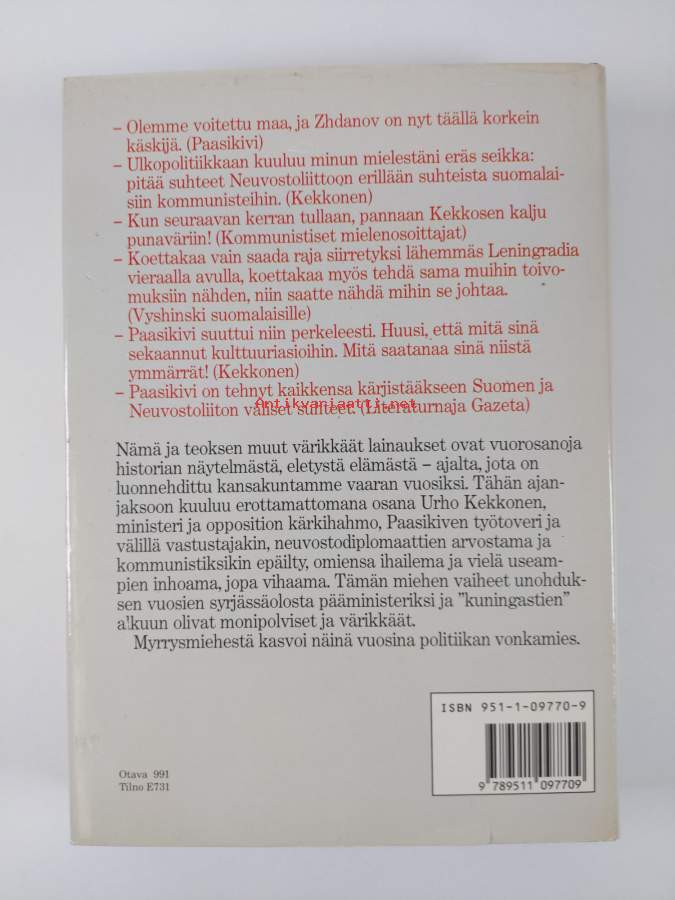 – Olemme voitettu maa, ja Zhdanov on nyt täällä korkein
käskijä. (Paasikivi)
– Ulkopolitiikkaan kuuluu minun mielestäni eräs seikka:
pitää suhteet Neuvostoliittoon erillään suhteista suomalai-
siin kommunisteihin. (Kekkonen)
– Kun seuraavan kerran tullaan, pannaan Kekkosen kalju
punaväriin! (Kommunistiset mielenosoittajat)
– Koettakaa vain saada raja siirretyksi lähemmäs Leningradia
vieraalla avulla, koettakaa myös tehdä sama muihin toivo-
muksiin nähden, niin saatte nähdä mihin se johtaa.
(Vyshinski suomalaisille)
– Paasikivi suuttui niin perkeleesti. Huusi, että mitä sinä
sekaannut kulttuuriasioihin. Mitä saatanaa sinä niistä
ymmärrät! (Kekkonen)
– Paasikivi on tehnyt kaikkensa kärjistääkseen Suomen ja
Neuvostoliiton väliset suhteet. (Literaturnaja Gazeta)
Antikvariaatti.net
Nämä ja teoksen muut värikkäät lainaukset ovat vuorosanoja
historian näytelmästä, eletystä elämästä – ajalta, jota on
luonnehdittu kansakuntamme vaaran vuosiksi. Tähän ajan-
jaksoon kuuluu erottamattomana osana Urho Kekkonen,
ministeri ja opposition kärkihahmo, Paasikiven työtoveri ja
välillä vastustajakin, neuvostodiplomaattien arvostama ja
kommunistiksikin epäilty, omiensa ihailema ja vielä useam-
pien inhoama, jopa vihaama. Tämän miehen vaiheet unohduk-
sen vuosien syrjässäolosta pääministeriksi ja "kuningastien"
alkuun olivat monipolviset ja värikkäät.
Myrrysmiehestä kasvoi näinä vuosina politiikan vonkamies.
ISBN 951-1-09770-9
9 789511 097709
Otava 991
Tilno E731